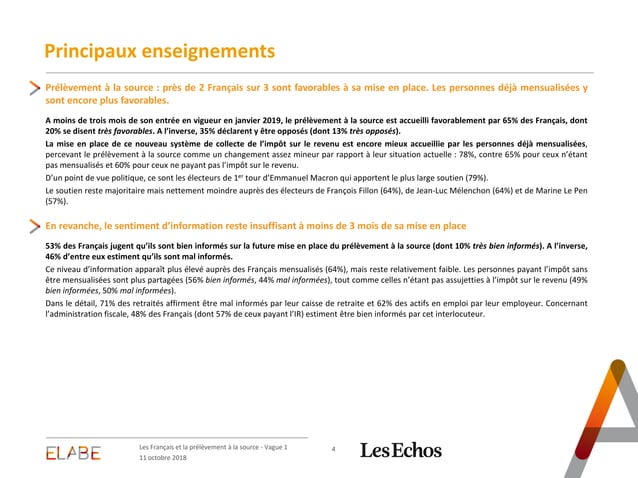 Principaux enseignements
Prélèvement à la source : près de 2 Français sur 3 sont favorables à sa mise en place. Les personnes déjà mensualisées y
sont encore plus favorables.
A moins de trois mois de son entrée en vigueur en janvier 2019, le prélèvement à la source est accueilli favorablement par 65% des Français, dont
20% se disent très favorables. A l’inverse, 35% déclarent y être opposés (dont 13% très opposés).
La mise en place de ce nouveau système de collecte de l’impôt sur le revenu est encore mieux accueillie par les personnes déjà mensualisées,
percevant le prélèvement à la source comme un changement assez mineur par rapport à leur situation actuelle : 78%, contre 65% pour ceux n’étant
pas mensualisés et 60% pour ceux ne payant pas l’impôt sur le revenu.
D’un point de vue politique, ce sont les électeurs de 1er tour d’Emmanuel Macron qui apportent le plus large soutien (79%).
Le soutien reste majoritaire mais nettement moindre auprès des électeurs de François Fillon (64%), de Jean-Luc Mélenchon (64%) et de Marine Le Pen
(57%).
En revanche, le sentiment d’information reste insuffisant à moins de 3 mois de sa mise en place
53% des Français jugent qu’ils sont bien informés sur la future mise en place du prélèvement à la source (dont 10% très bien informés). A l’inverse,
46% d’entre eux estiment qu’ils sont mal informés.
Ce niveau d’information apparaît plus élevé auprès des Français mensualisés (64%), mais reste relativement faible. Les personnes payant l’impôt sans
être mensualisées sont plus partagées (56% bien informés, 44% mal informées), tout comme celles n’étant pas assujetties à l’impôt sur le revenu (49%
bien informées, 50% mal informées).
Dans le détail, 71% des retraités affirment être mal informés par leur caisse de retraite et 62% des actifs en emploi par leur employeur. Concernant
l’administration fiscale, 48% des Français (dont 57% de ceux payant l’IR) estiment être bien informés par cet interlocuteur.
ELABE
Les Français et la prélèvement à la source - Vague 1
11 octobre 2018
4
Les Echos